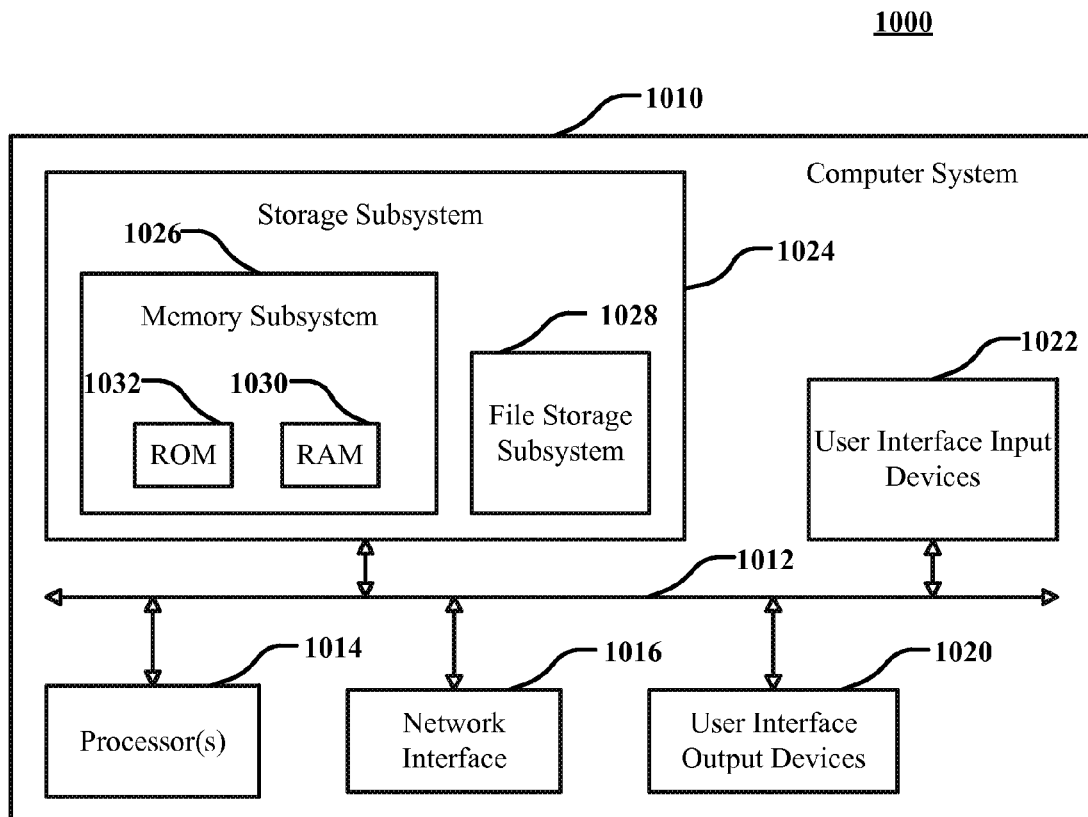 1000
1010
Computer System
Storage Subsystem
1026
1024
Memory Subsystem
1028
1022
1032
1030
File Storage
Subsystem
User Interface Input
Devices
ROM
RAM
1012
1014
1016
1020
Processor(s)
Network
Interface
User Interface
Output Devices